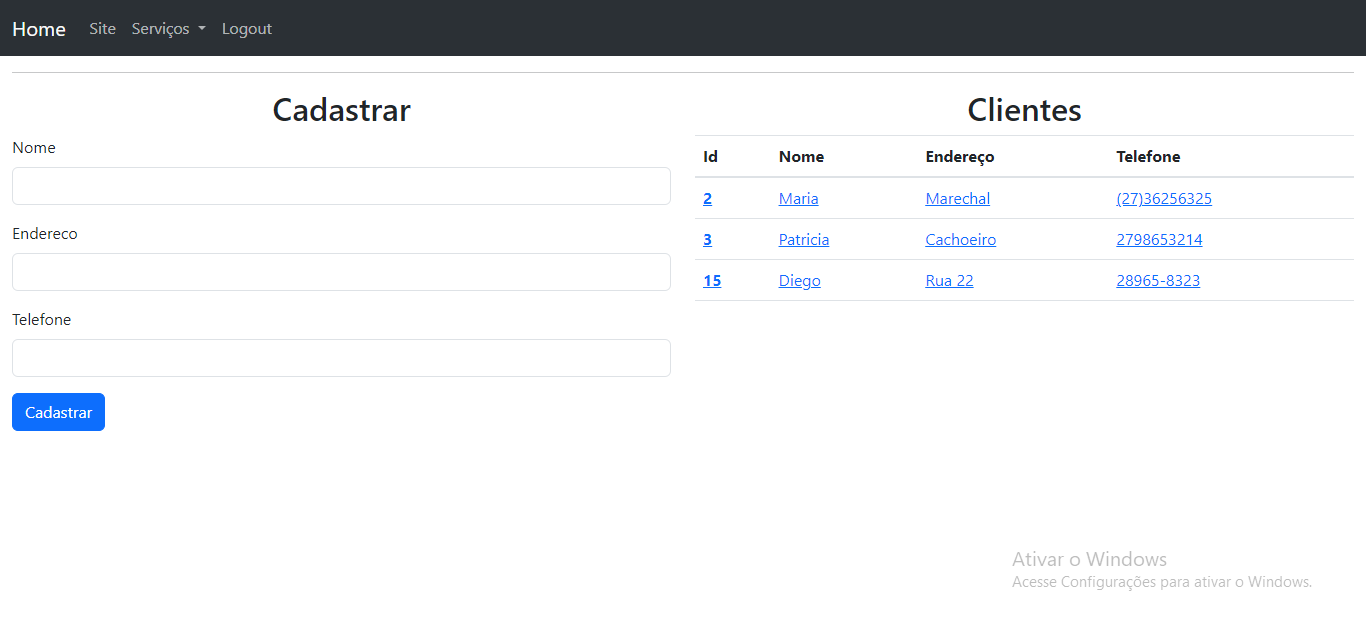 Home Site Serviços Logout
Cadastrar
Nome
Endereco
Telefone
Cadastrar
Clientes
Id Nome Endereço Telefone
2 Maria Marechal (27)36256325
3 Patricia Cachoeiro 2798653214
15 Diego Rua 22 28965-8323
Ativar o Windows
Acesse Configurações para ativar o Windows.